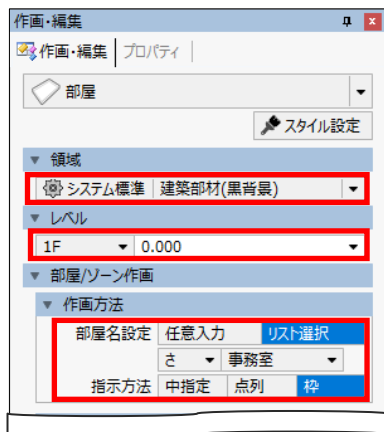 作画・編集
作画・編集 プロパティ
部屋
スタイル設定
領域
システム標準 建築部材(黒背景)
レベル
1F 0.000
部屋/ゾーン作画
作画方法
部屋名設定 任意入力 リスト選択
さ 事務室
指示方法 中指定 点列 枠